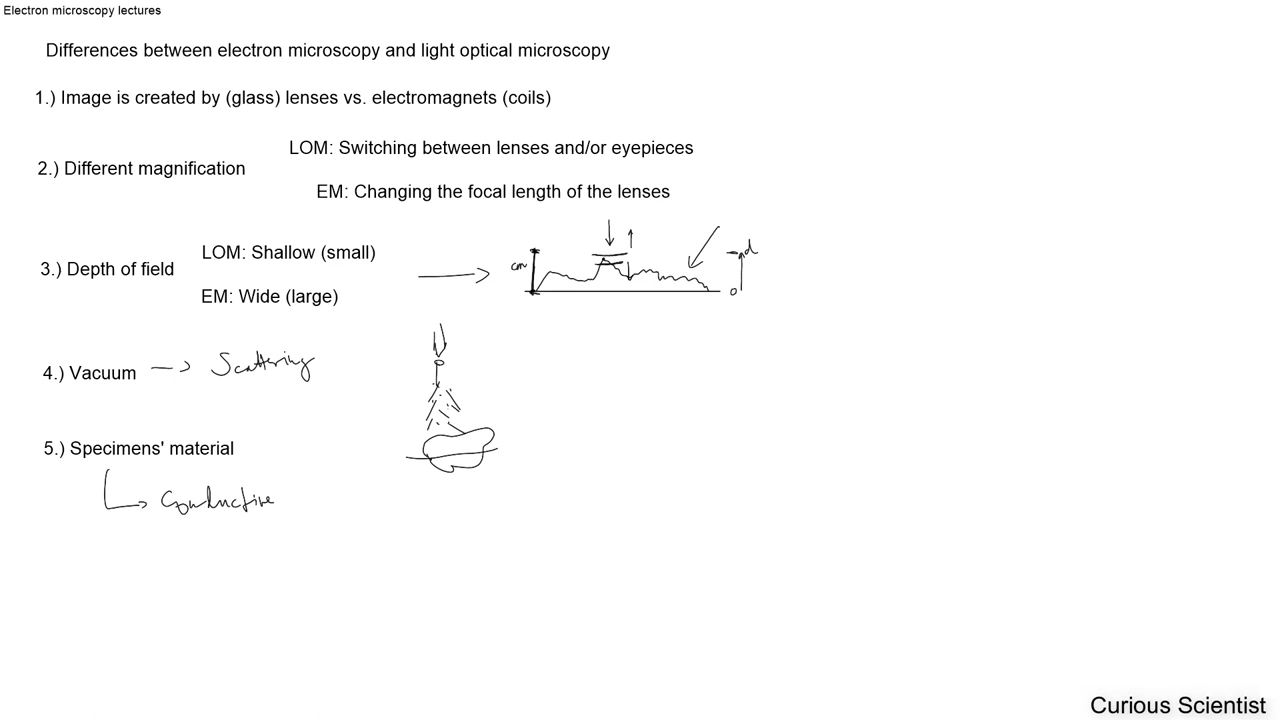 Electron microscopy lectures
Differences between electron microscopy and light optical microscopy
1.) Image is created by (glass) lenses vs. electromagnets (coils)
2.) Different magnification
LOM: Switching between lenses and/or eyepieces
EM: Changing the focal length of the lenses
3.) Depth of field
LOM: Shallow (small)
EM: Wide (large)
cm
d
0
4.) Vacuum
Scattering
5.) Specimens' material
Conductive
Curious Scientist